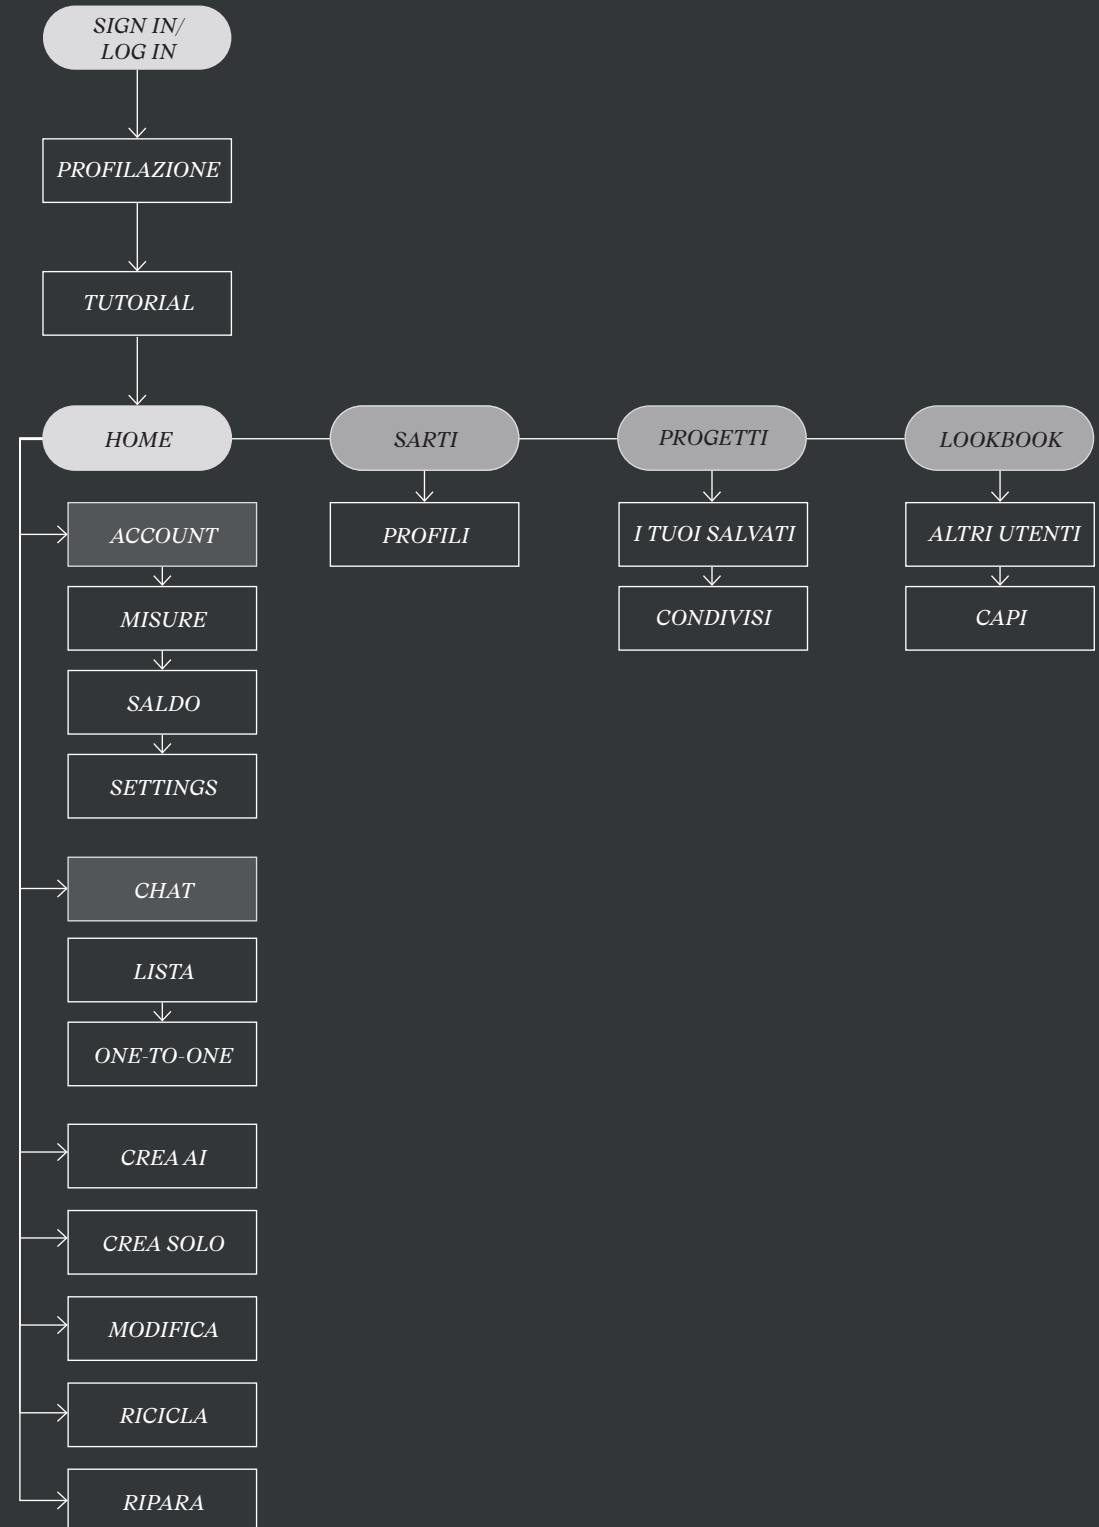 SIGN IN/
LOG IN
PROFILAZIONE
TUTORIAL
HOME
SARTI
PROGETTI
LOOKBOOK
ACCOUNT
PROFILI
I TUOI SALVATI
ALTRI UTENTI
MISURE
CONDIVISI
CAPI
SALDO
SETTINGS
CHAT
LISTA
ONE-TO-ONE
CREA AI
CREA SOLO
MODIFICA
RICICLA
RIPARA